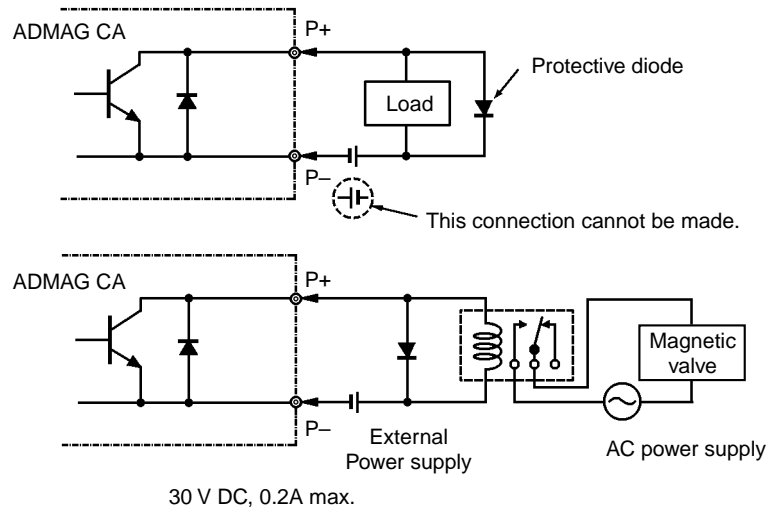 ADMAG CA
P+
Protective diode
Load
P–
This connection cannot be made.
ADMAG CA
P+
Magnetic
valve
P–
External
Power supply
AC power supply
30 V DC, 0.2A max.